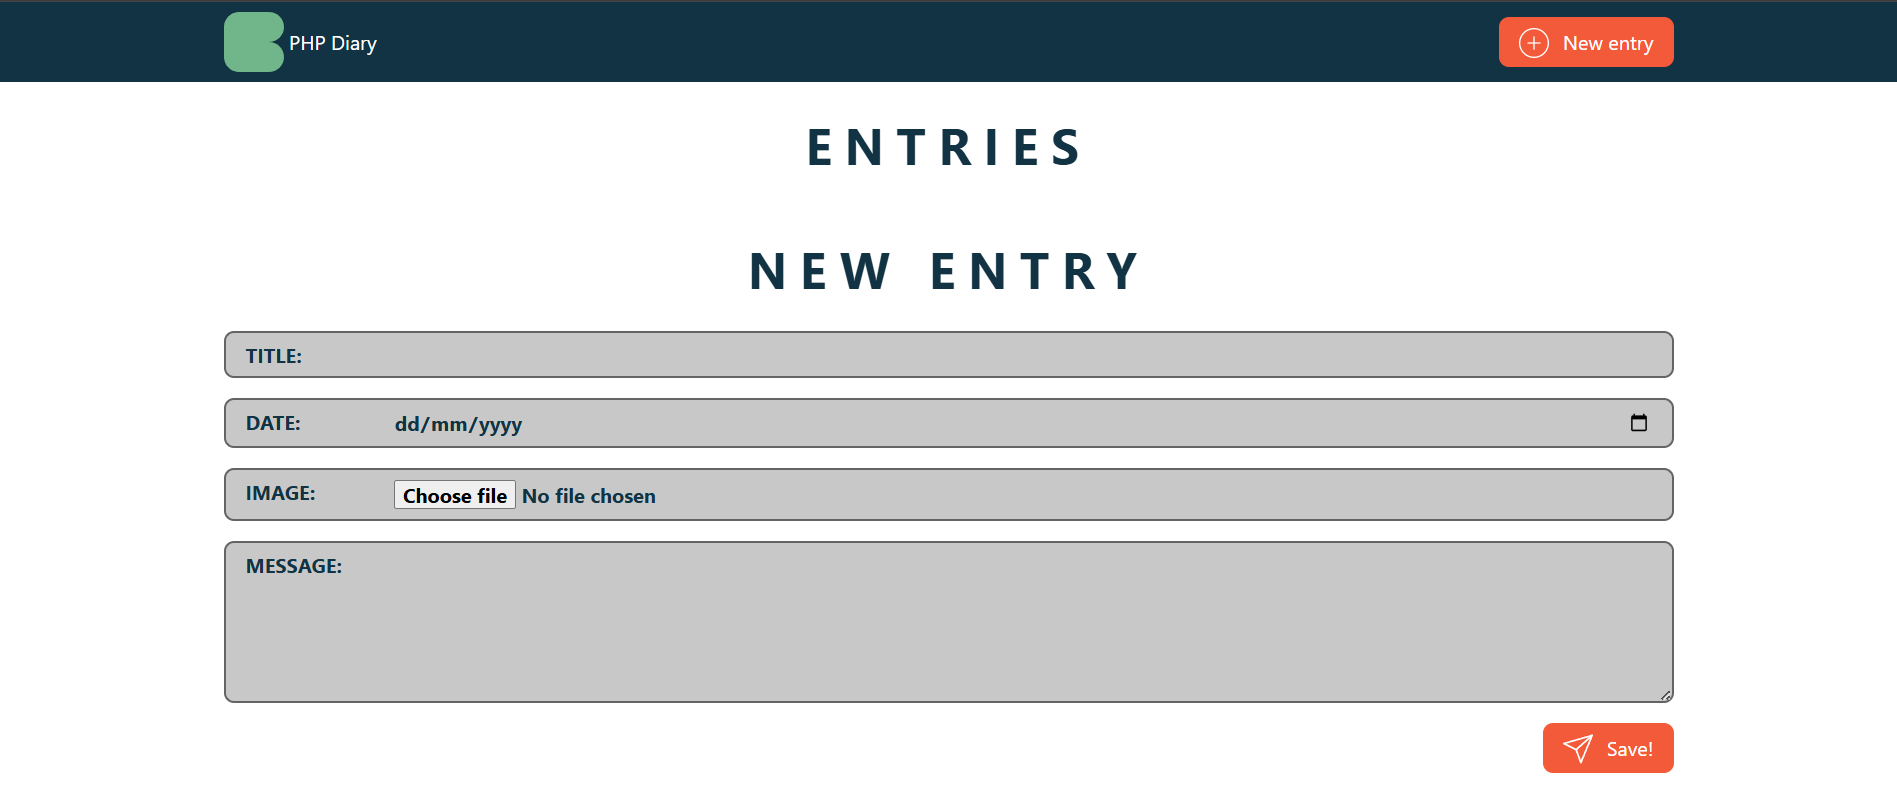 PHP Diary
New entry
ENTRIES
NEW ENTRY
TITLE:
DATE: dd/mm/yyyy
IMAGE: Choose file No file chosen
MESSAGE:
Save!